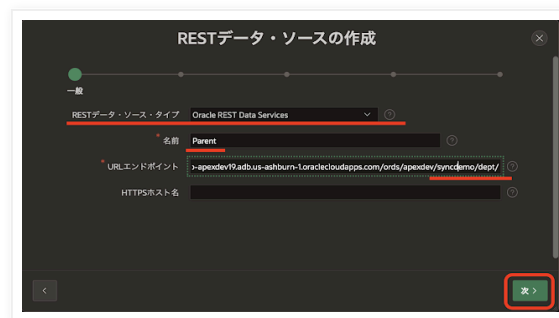 RESTデータ・ソースの作成
一般
RESTデータ・ソース・タイプ Oracle REST Data Services
* 名前 Parent
* URLエンドポイント ›-apexdev19.adb.us-ashburn-1.oraclecloudapps.com/ords/apexdev/syncdemo/dept/
HTTPSホスト名
次 >